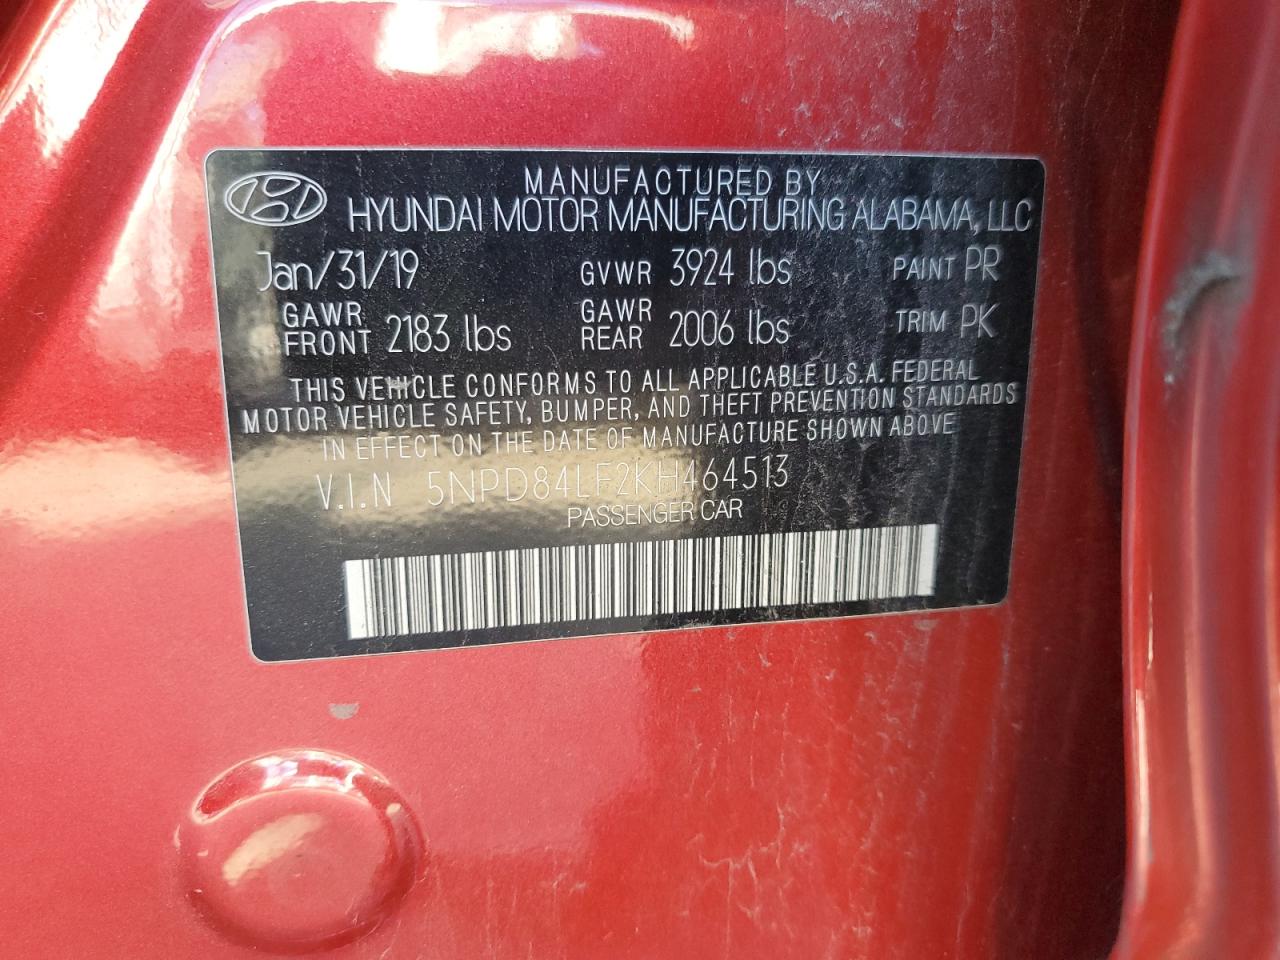 MANUFACTURED BY
HYUNDAI MOTOR MANUFACTURING ALABAMA, LLC
Jan/31/19 GVWR 3924 lbs PAINT PR
GAWR FRONT 2183 lbs GAWR REAR 2006 lbs TRIM PK
THIS VEHICLE CONFORMS TO ALL APPLICABLE U.S.A. FEDERAL
MOTOR VEHICLE SAFETY, BUMPER, AND THEFT PREVENTION STANDARDS
IN EFFECT ON THE DATE OF MANUFACTURE SHOWN ABOVE
V.I.N 5NPD84LF2KH464513
PASSENGER CAR